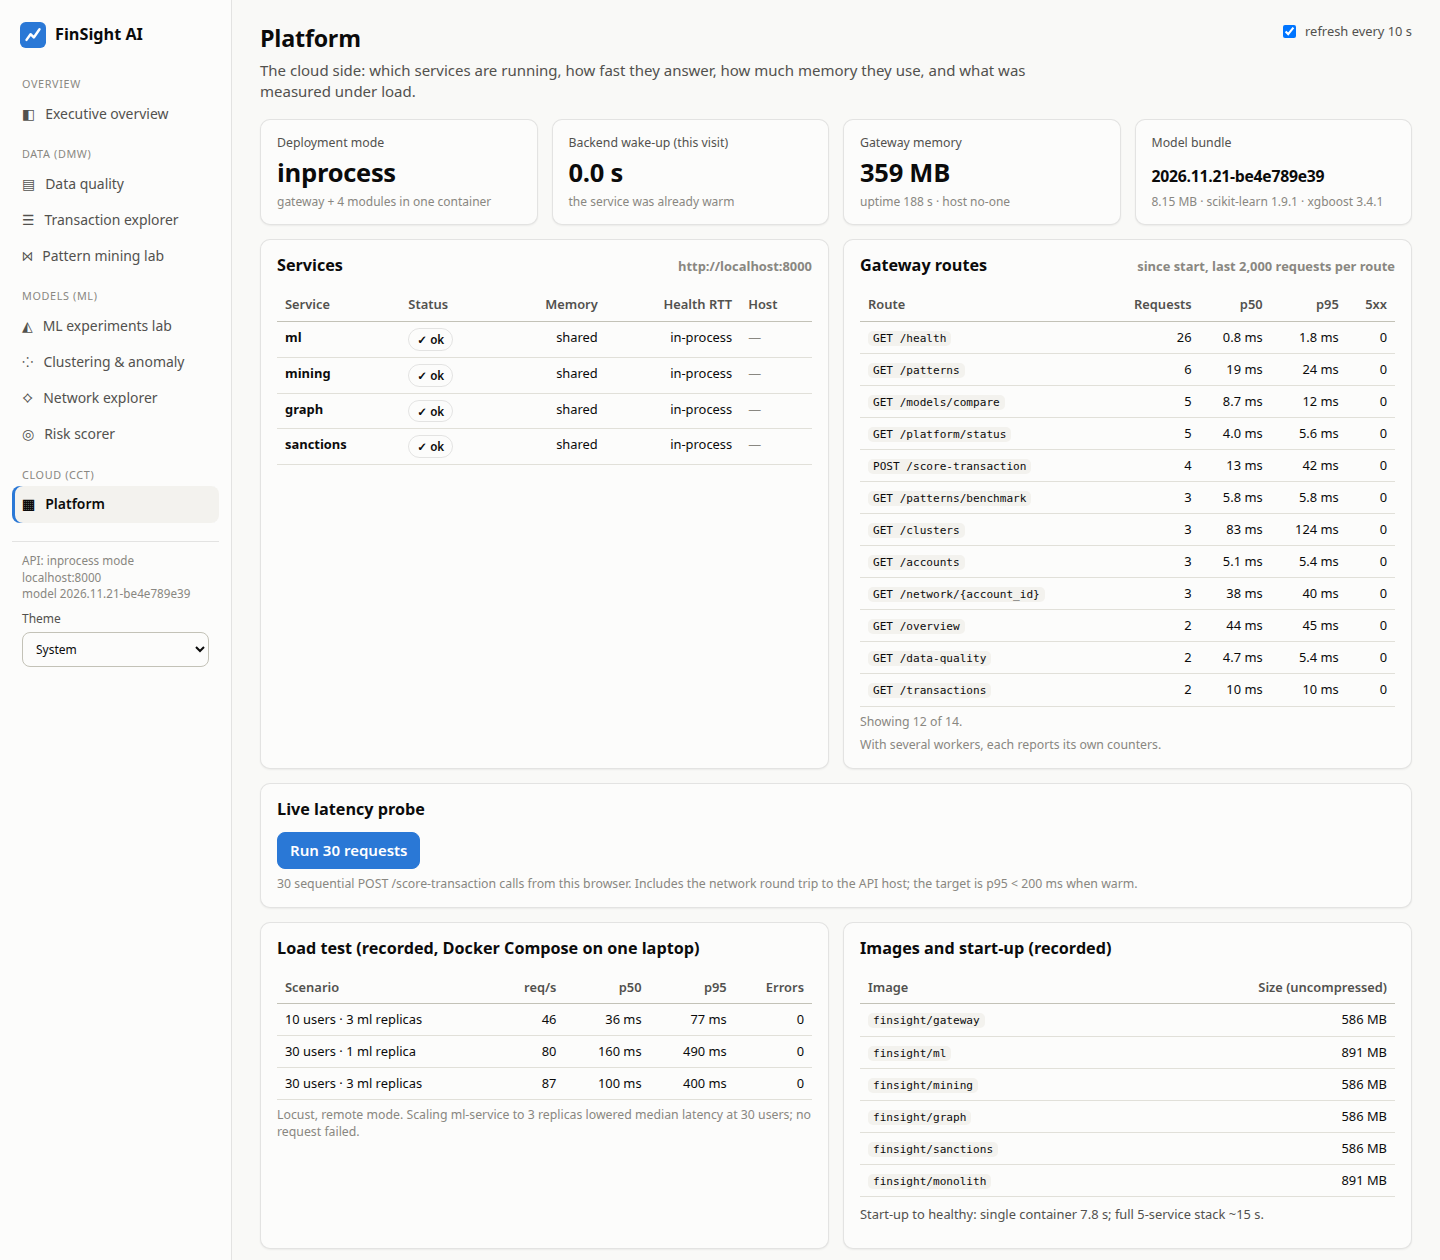 FinSight AI
OVERVIEW
Executive overview
DATA (DMW)
Data quality
Transaction explorer
Pattern mining lab
MODELS (ML)
ML experiments lab
Clustering & anomaly
Network explorer
Risk scorer
CLOUD (CCT)
Platform
API: inprocess mode
localhost:8000
model 2026.11.21-be4e789e39
Theme
System
Platform
refresh every 10 s
The cloud side: which services are running, how fast they answer, how much memory they use, and what was
measured under load.
Deployment mode
inprocess
gateway + 4 modules in one container
Backend wake-up (this visit)
0.0 s
the service was already warm
Gateway memory
359 MB
uptime 188 s · host no-one
Model bundle
2026.11.21-be4e789e39
8.15 MB · scikit-learn 1.9.1 · xgboost 3.4.1
Services http://localhost:8000
Service Status Memory Health RTT Host
ml ✓ ok shared in-process —
mining ✓ ok shared in-process —
graph ✓ ok shared in-process —
sanctions ✓ ok shared in-process —
Gateway routes since start, last 2,000 requests per route
Route Requests p50 p95 5xx
GET /health 26 0.8 ms 1.8 ms 0
GET /patterns 6 19 ms 24 ms 0
GET /models/compare 5 8.7 ms 12 ms 0
GET /platform/status 5 4.0 ms 5.6 ms 0
POST /score-transaction 4 13 ms 42 ms 0
GET /patterns/benchmark 3 5.8 ms 5.8 ms 0
GET /clusters 3 83 ms 124 ms 0
GET /accounts 3 5.1 ms 5.4 ms 0
GET /network/{account_id} 3 38 ms 40 ms 0
GET /overview 2 44 ms 45 ms 0
GET /data-quality 2 4.7 ms 5.4 ms 0
GET /transactions 2 10 ms 10 ms 0
Showing 12 of 14.
With several workers, each reports its own counters.
Live latency probe
Run 30 requests
30 sequential POST /score-transaction calls from this browser. Includes the network round trip to the API host; the target is p95 < 200 ms when warm.
Load test (recorded, Docker Compose on one laptop)
Scenario req/s p50 p95 Errors
10 users · 3 ml replicas 46 36 ms 77 ms 0
30 users · 1 ml replica 80 160 ms 490 ms 0
30 users · 3 ml replicas 87 100 ms 400 ms 0
Locust, remote mode. Scaling ml-service to 3 replicas lowered median latency at 30 users; no
request failed.
Images and start-up (recorded)
Image Size (uncompressed)
finsight/gateway 586 MB
finsight/ml 891 MB
finsight/mining 586 MB
finsight/graph 586 MB
finsight/sanctions 586 MB
finsight/monolith 891 MB
Start-up to healthy: single container 7.8 s; full 5-service stack ~15 s.